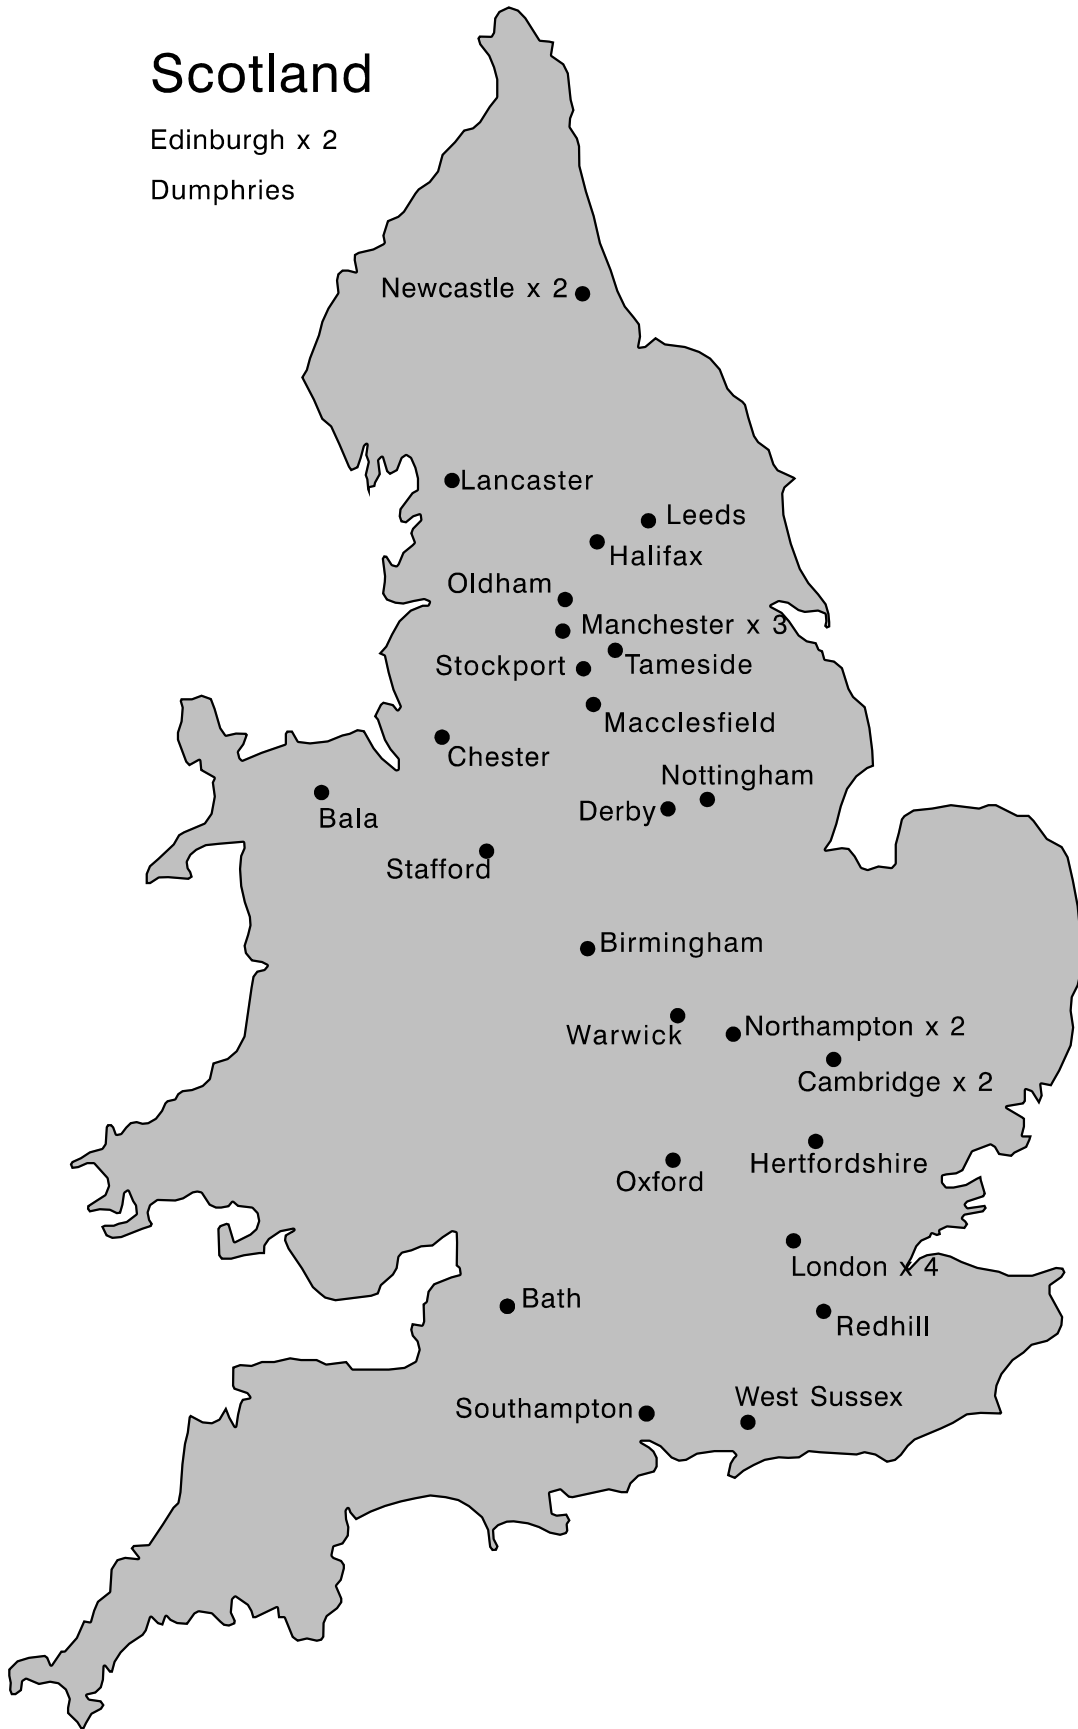 Scotland
Edinburgh x 2
Dumphries
Newcastle x 2
Lancaster
Leeds
Halifax
Oldham
Manchester x 3
Stockport
Tameside
Macclesfield
Chester
Nottingham
Bala
Derby
Stafford
Birmingham
Warwick
Northampton x 2
Cambridge x 2
Hertfordshire
Oxford
London x 4
Bath
Redhill
West Sussex
Southampton